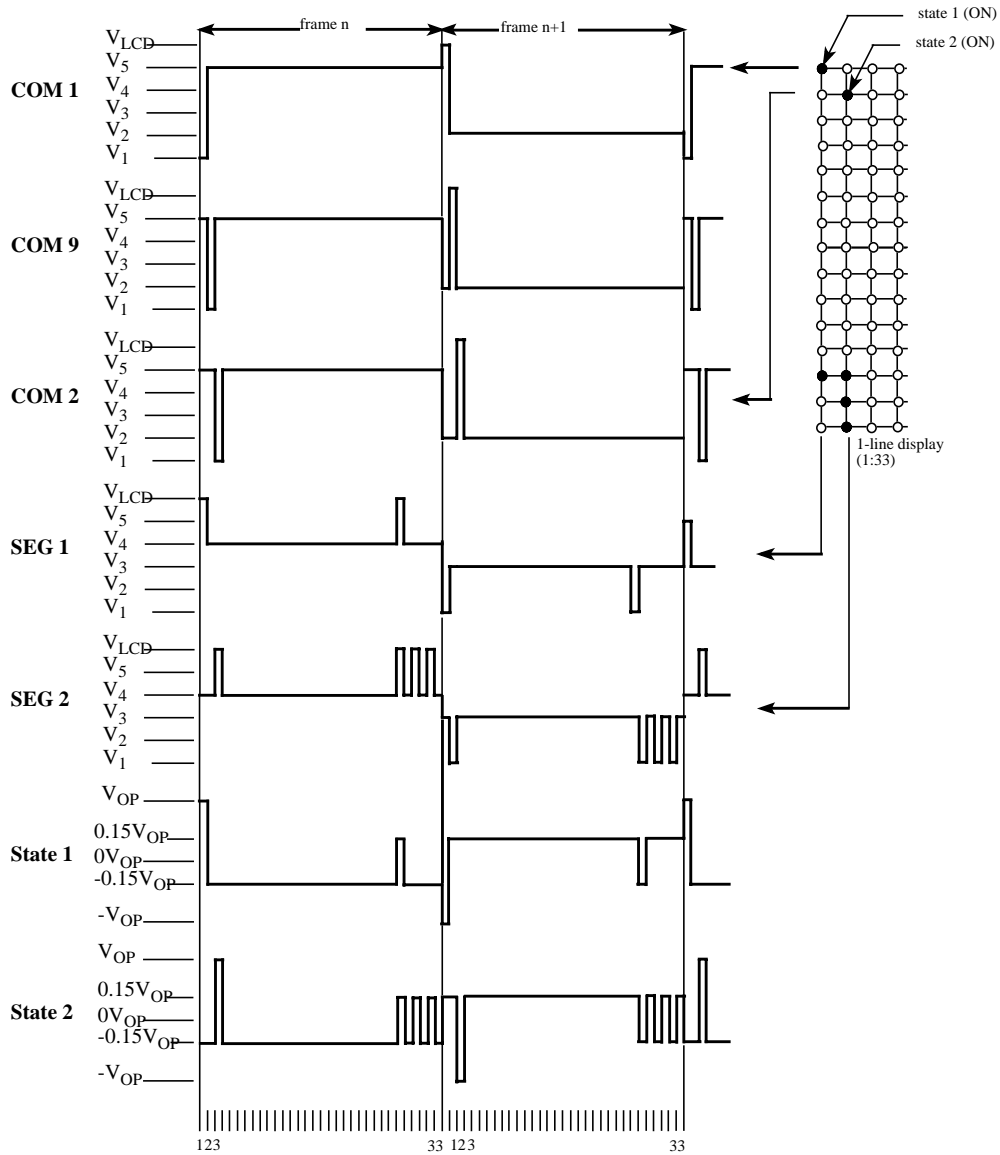 frame n
frame n+1
state 1 (ON)
state 2 (ON)
COM 1
VLCD
V5
V4
V3
V2
V1
COM 9
VLCD
V5
V4
V3
V2
V1
COM 2
VLCD
V5
V4
V3
V2
V1
1-line display
(1:33)
SEG 1
VLCD
V5
V4
V3
V2
V1
SEG 2
VLCD
V5
V4
V3
V2
V1
State 1
VOP
0.15VOP
0VOP
-0.15VOP
-VOP
State 2
VOP
0.15VOP
0VOP
-0.15VOP
-VOP
123
33
123
33